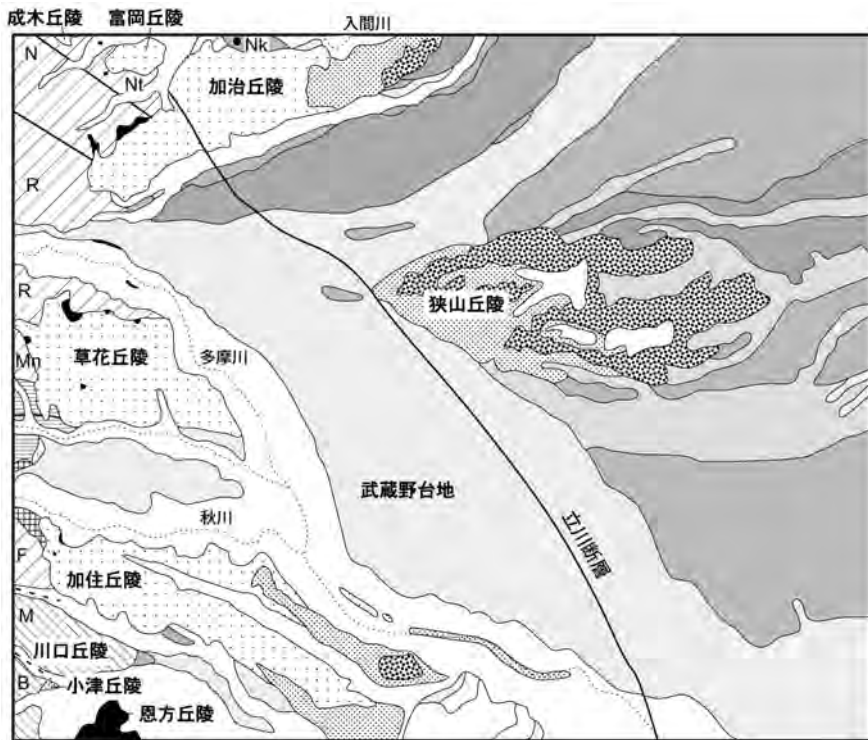 成木丘陵
富岡丘陵
入間川
N
Nk
Nt
加治丘陵
R
R
狭山丘陵
多摩川
草花丘陵
Mn
武蔵野台地
秋川
立川断層
F
加住丘陵
M
川口丘陵
B
小津丘陵
恩方丘陵